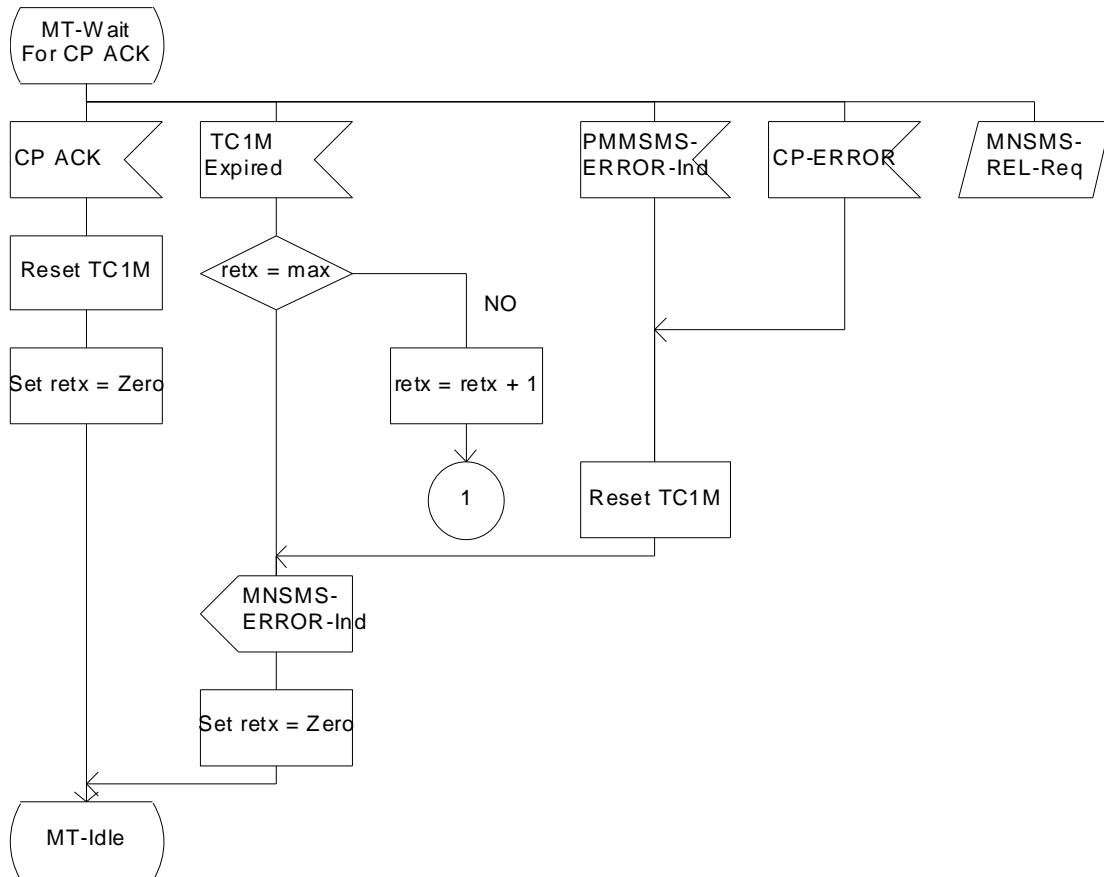 MT-Wait
For CP ACK
CP ACK
TC1M
Expired
PMMSMS-
ERROR-Ind
CP-ERROR
MNSMS-
REL-Req
Reset TC1M
retx = max
NO
Set retx = Zero
retx = retx + 1
1
Reset TC1M
MNSMS-
ERROR-Ind
Set retx = Zero
MT-Idle